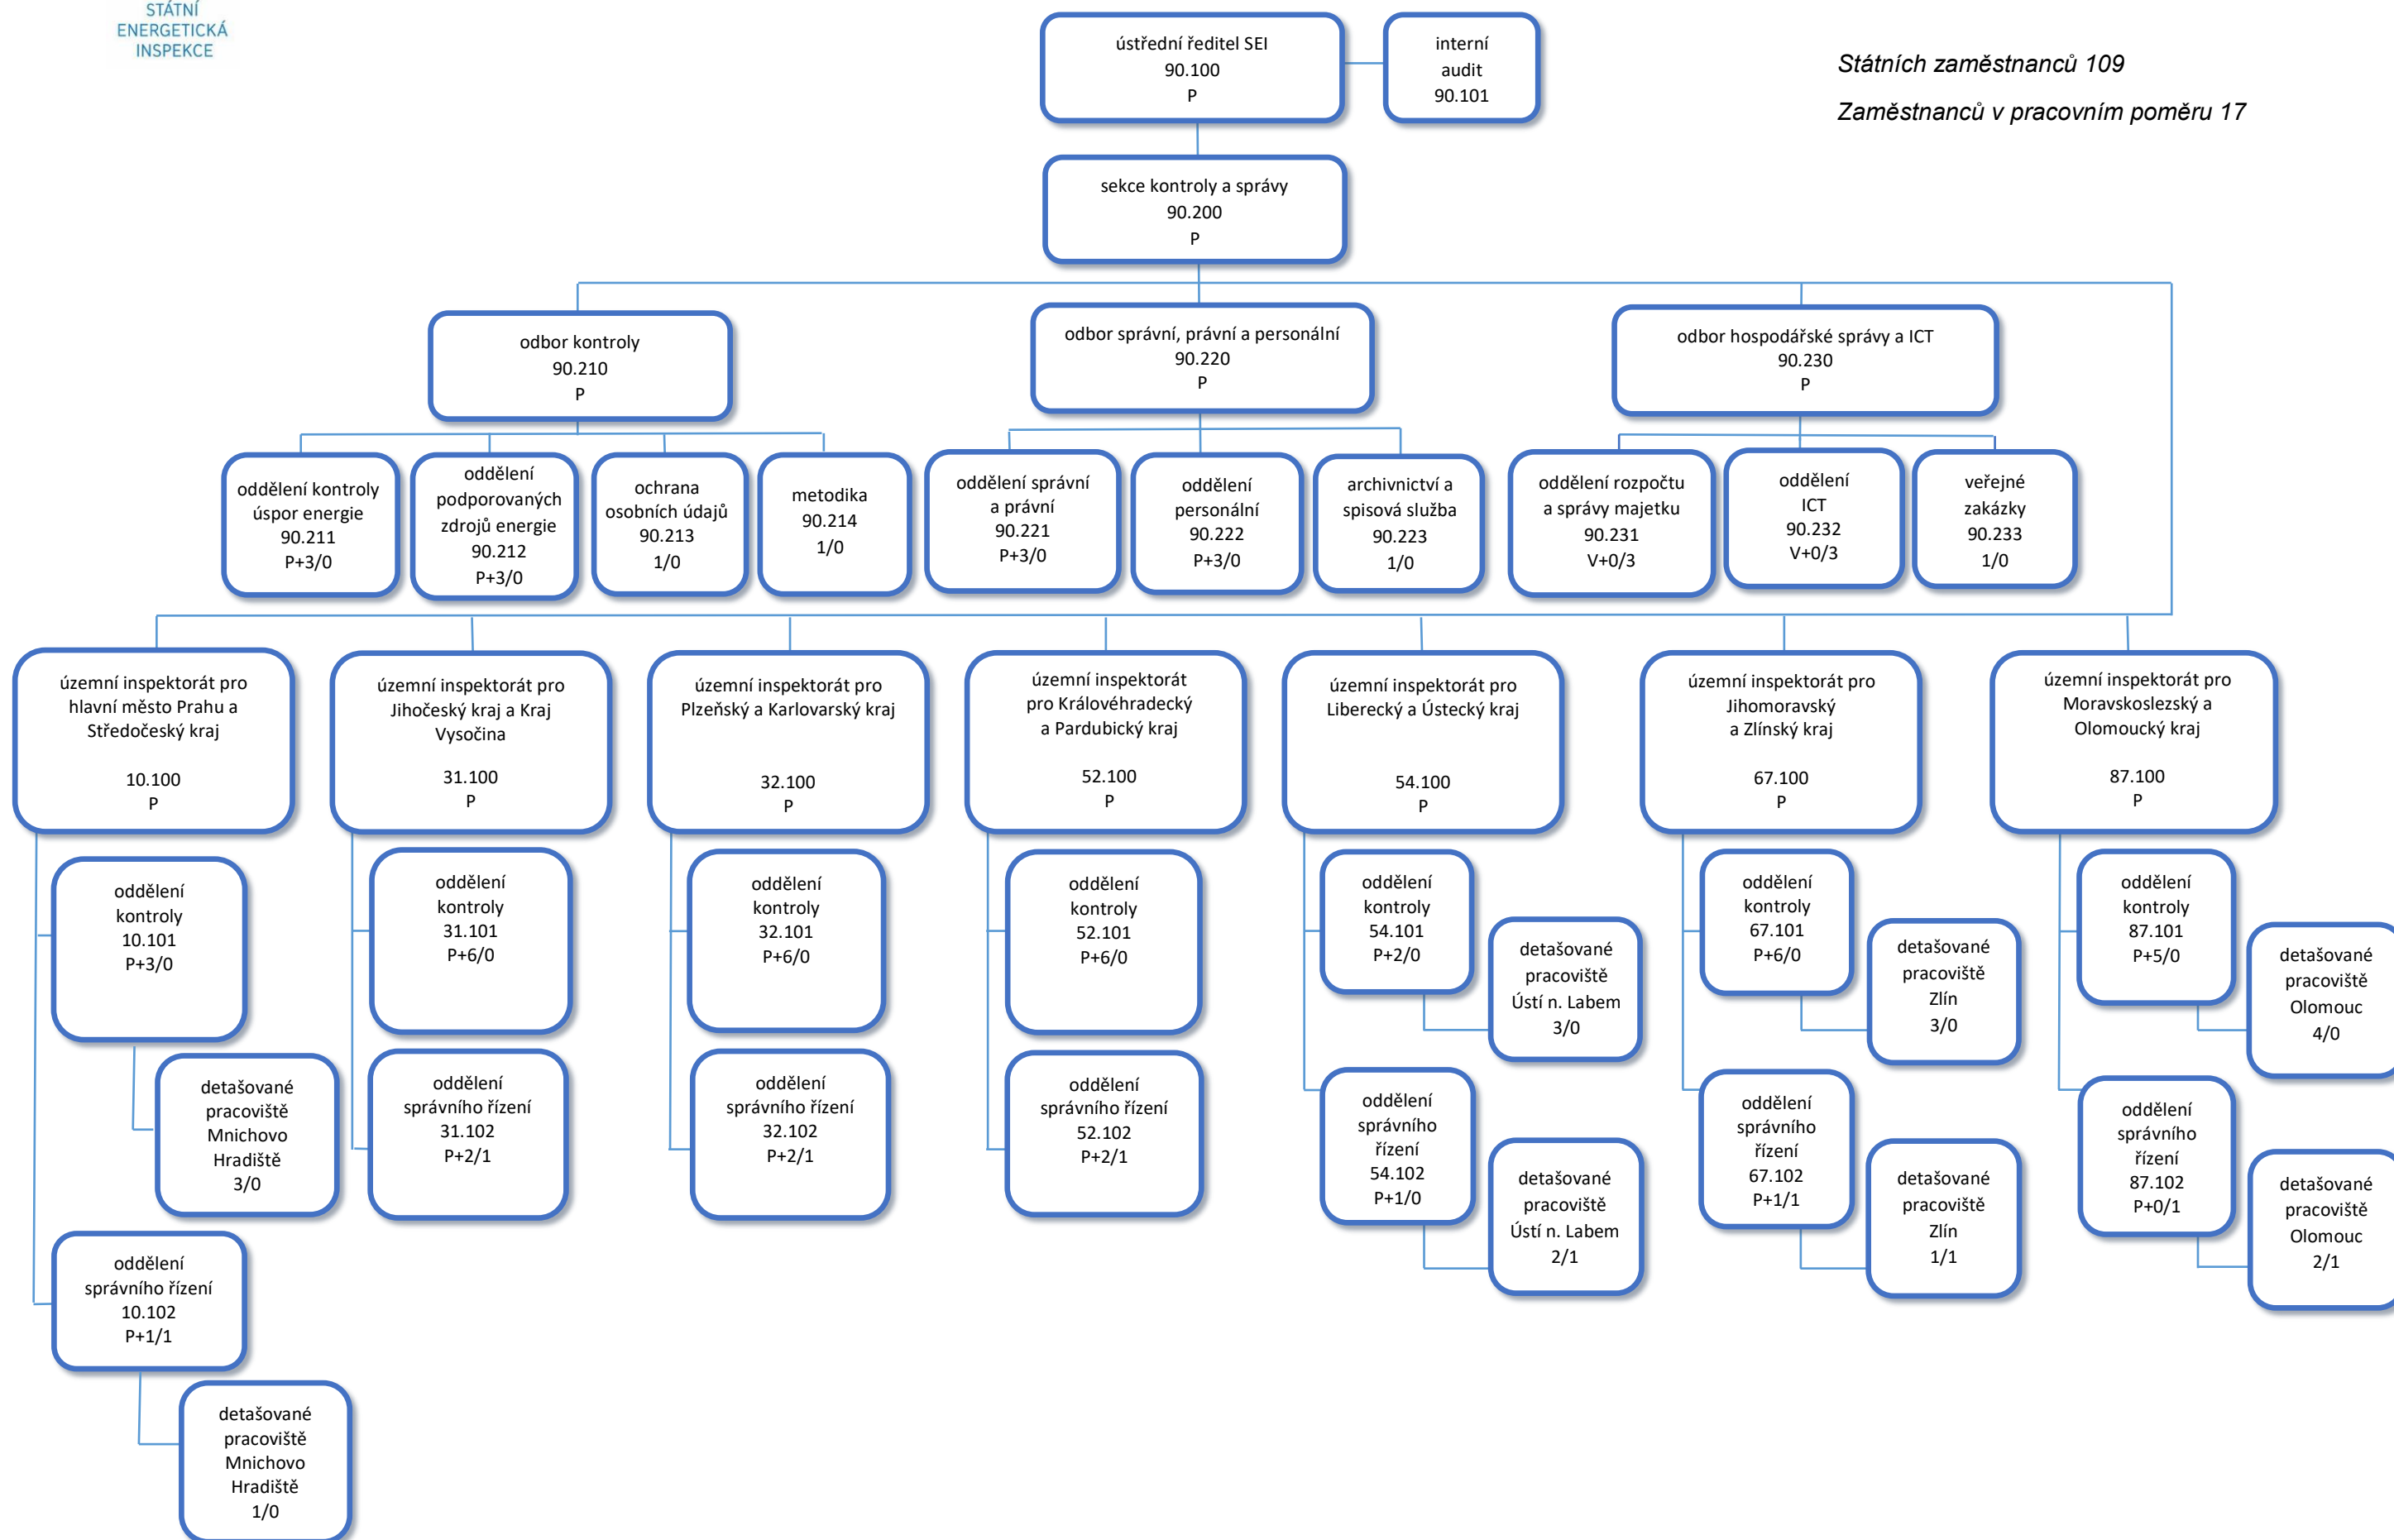 STÁTNÍ
ENERGETICKÁ
INSPEKCE
ústřední ředitel SEI
90.100
P
interní
audit
90.101
Státních zaměstnanců 109
Zaměstnanců v pracovním poměru 17
sekce kontroly a správy
90.200
P
odbor kontroly
90.210
P
odbor správní, právní a personální
90.220
P
odbor hospodářské správy a ICT
90.230
P
oddělení kontroly
úspor energie
90.211
P+3/0
oddělení
podporovaných
zdrojů energie
90.212
P+3/0
ochrana
osobních údajů
90.213
1/0
metodika
90.214
1/0
oddělení správní
a právní
90.221
P+3/0
oddělení
personální
90.222
P+3/0
archivnictví a
spisová služba
90.223
1/0
oddělení rozpočtu
a správy majetku
90.231
V+0/3
oddělení
ICT
90.232
V+0/3
veřejné
zakázky
90.233
1/0
územní inspektorát pro
hlavní město Prahu a
Středočeský kraj
10.100
P
územní inspektorát pro
Jihočeský kraj a Kraj
Vysočina
31.100
P
územní inspektorát pro
Plzeňský a Karlovarský kraj
32.100
P
územní inspektorát
pro Královéhradecký
a Pardubický kraj
52.100
P
územní inspektorát pro
Liberecký a Ústecký kraj
54.100
P
územní inspektorát pro
Jihomoravský
a Zlínský kraj
67.100
P
územní inspektorát pro
Moravskoslezský a
Olomoucký kraj
87.100
P
oddělení
kontroly
10.101
P+3/0
oddělení
kontroly
31.101
P+6/0
oddělení
kontroly
32.101
P+6/0
oddělení
kontroly
52.101
P+6/0
oddělení
kontroly
54.101
P+2/0
detašované
pracoviště
Ústí n. Labem
3/0
oddělení
kontroly
67.101
P+6/0
detašované
pracoviště
Zlín
3/0
oddělení
kontroly
87.101
P+5/0
detašované
pracoviště
Olomouc
4/0
detašované
pracoviště
Mnichovo
Hradiště
3/0
oddělení
správního řízení
31.102
P+2/1
oddělení
správního řízení
32.102
P+2/1
oddělení
správního řízení
52.102
P+2/1
oddělení
správního
řízení
54.102
P+1/0
detašované
pracoviště
Ústí n. Labem
2/1
oddělení
správního
řízení
67.102
P+1/1
detašované
pracoviště
Zlín
1/1
oddělení
správního
řízení
87.102
P+0/1
detašované
pracoviště
Olomouc
2/1
oddělení
správního řízení
10.102
P+1/1
detašované
pracoviště
Mnichovo
Hradiště
1/0